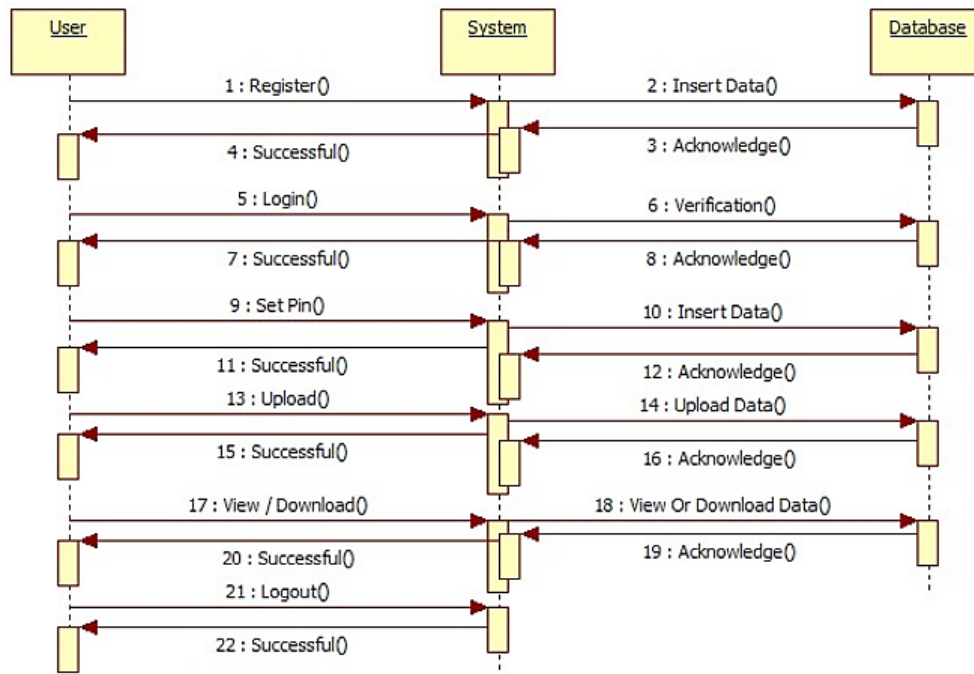 User
System
Database
1 : Register()
2 : Insert Data()
3 : Acknowledge()
4 : Successful()
5 : Login()
6 : Verification()
7 : Successful()
8 : Acknowledge()
9 : Set Pin()
10 : Insert Data()
11 : Successful()
12 : Acknowledge()
13 : Upload()
14 : Upload Data()
15 : Successful()
16 : Acknowledge()
17 : View / Download()
18 : View Or Download Data()
19 : Acknowledge()
20 : Successful()
21 : Logout()
22 : Successful()